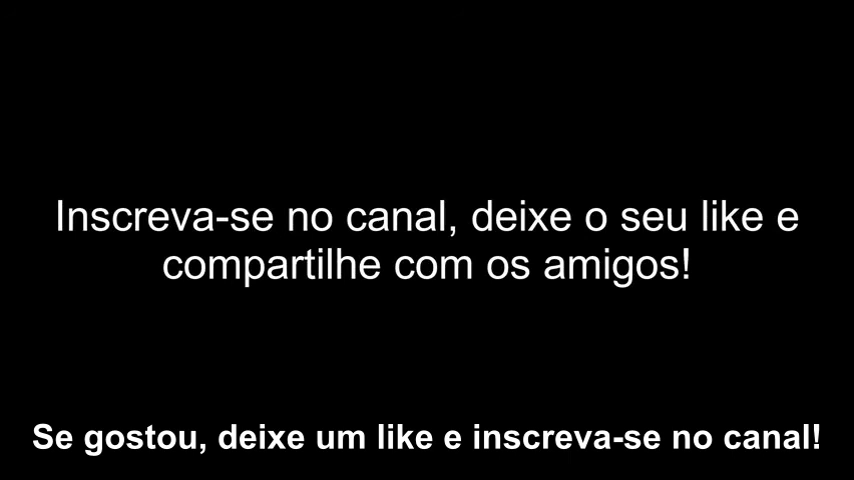 Inscreva-se no canal, deixe o seu like e
compartilhe com os amigos!
Se gostou, deixe um like e inscreva-se no canal!